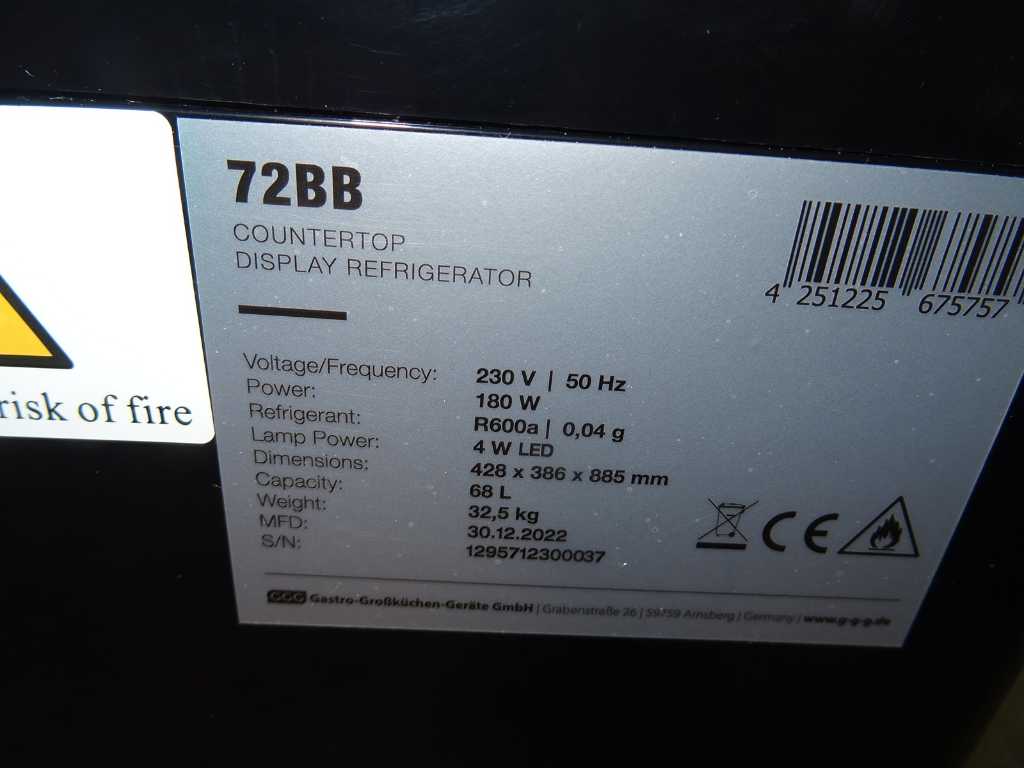 72BB
COUNTERTOP
DISPLAY REFRIGERATOR
4 251225 675757
risk of fire
Voltage/Frequency: 230 V | 50 Hz
Power: 180 W
Refrigerant: R600a | 0,04 g
Lamp Power: 4 W LED
Dimensions: 428 x 386 x 885 mm
Capacity: 68 L
Weight: 32,5 kg
MFD: 30.12.2022
S/N: 1295712300037
CE
GGG Gastro-Großküchen-Geräte GmbH | Grabenstraße 26 | 59759 Arnsberg | Germany | www.g-g-g.de